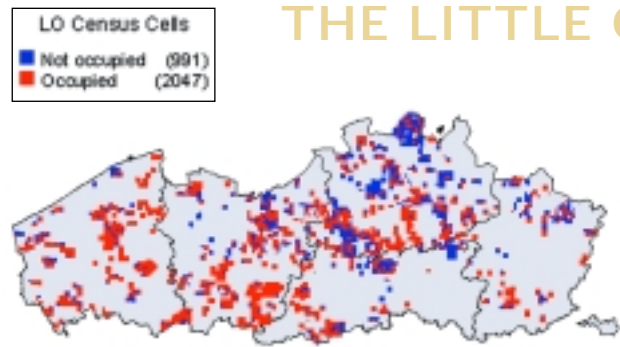 THE LITTLE
LO Census Cells
Not occupied (991)
Occupied (2047)